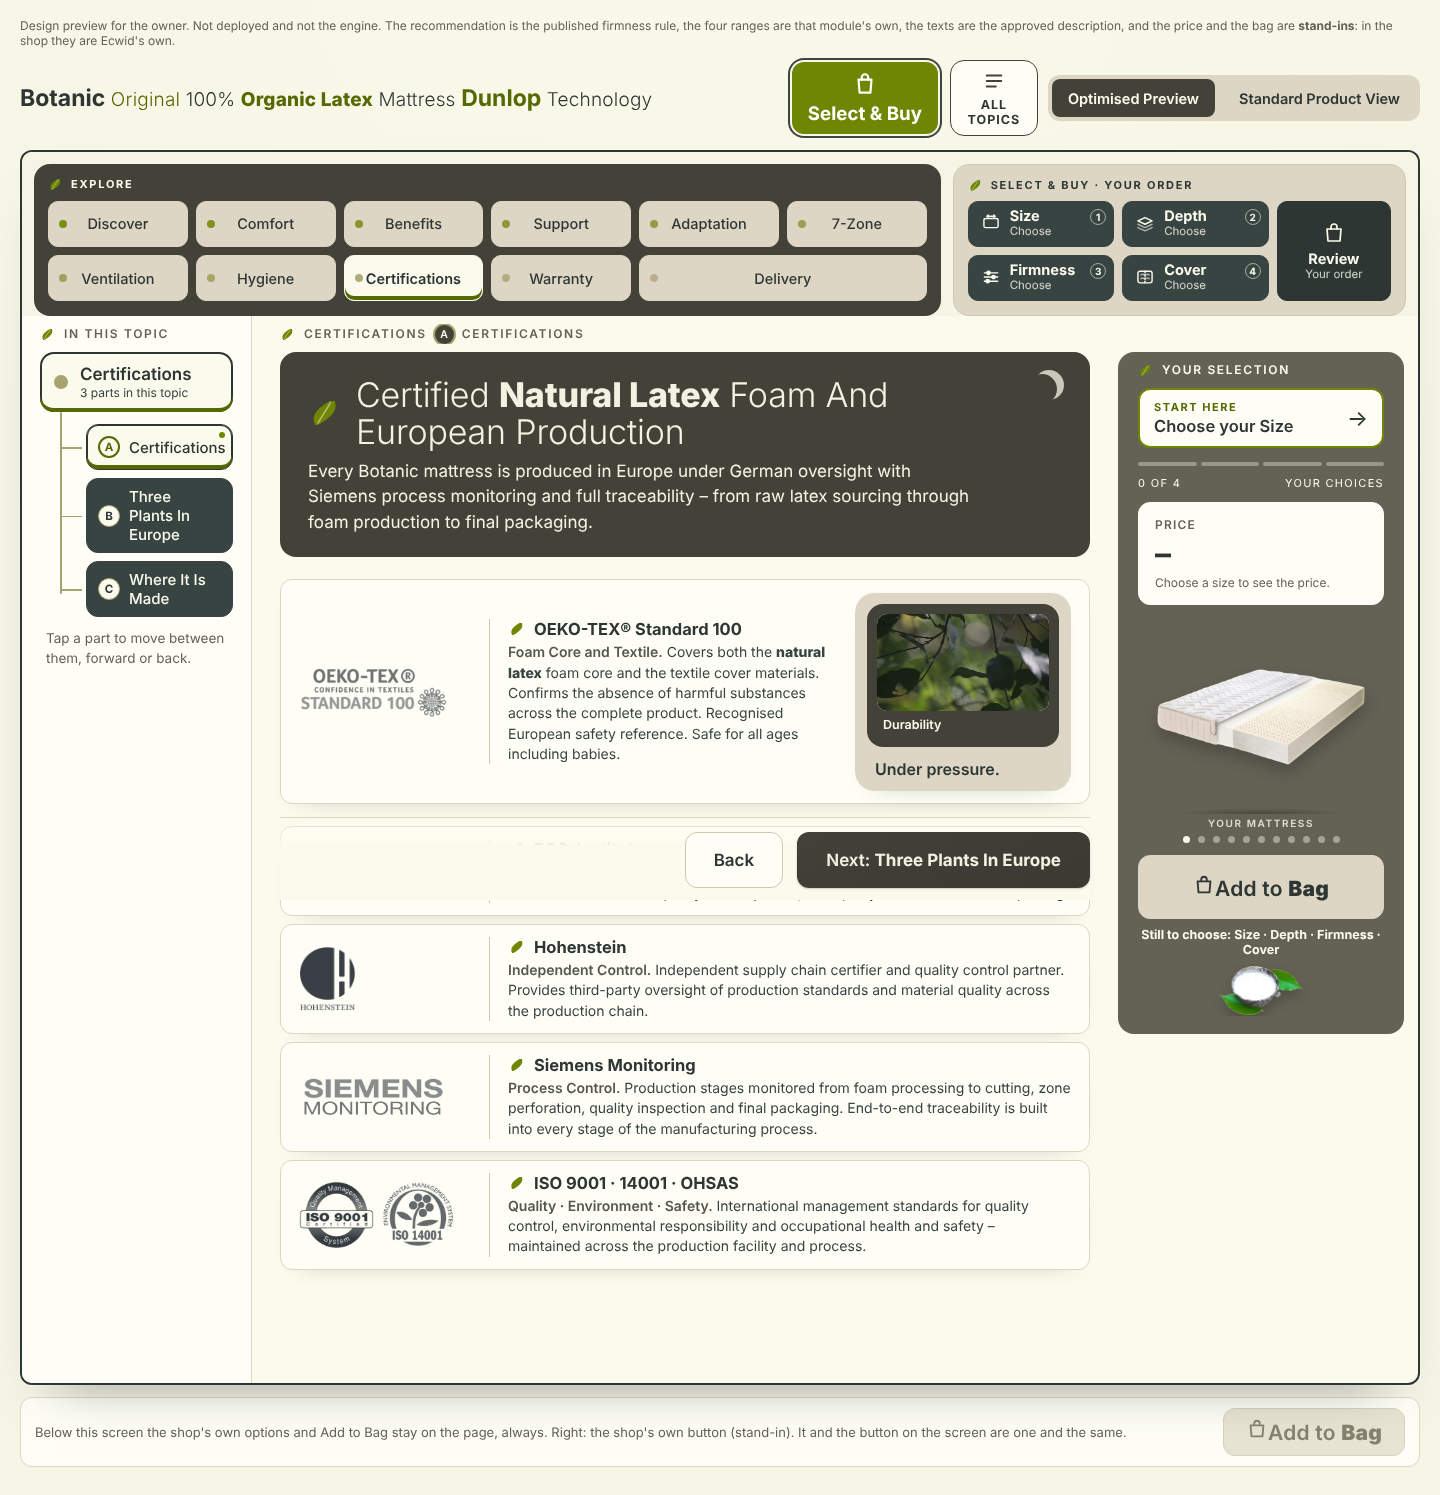 Design preview for the owner. Not deployed and not the engine. The recommendation is the published firmness rule, the four ranges are that module's own, the texts are the approved description, and the price and the bag are stand-ins: in the
shop they are Ecwid's own.
Botanic Original 100% Organic Latex Mattress Dunlop Technology
Select & Buy
ALL
TOPICS
Optimised Preview
Standard Product View
EXPLORE
Discover
Comfort
Benefits
Support
Adaptation
7-Zone
Ventilation
Hygiene
Certifications
Warranty
Delivery
SELECT & BUY · YOUR ORDER
Size
Choose
1
Depth
Choose
2
Firmness
Choose
3
Cover
Choose
4
Review
Your order
IN THIS TOPIC
Certifications
3 parts in this topic
A
Certifications
B
Three
Plants In
Europe
C
Where It Is
Made
Tap a part to move between
them, forward or back.
CERTIFICATIONS A CERTIFICATIONS
Certified Natural Latex Foam And
European Production
Every Botanic mattress is produced in Europe under German oversight with
Siemens process monitoring and full traceability – from raw latex sourcing through
foam production to final packaging.
OEKO-TEX®
CONFIDENCE IN TEXTILES
STANDARD 100
OEKO-TEX® Standard 100
Foam Core and Textile. Covers both the natural
latex foam core and the textile cover materials.
Confirms the absence of harmful substances
across the complete product. Recognised
European safety reference. Safe for all ages
including babies.
Durability
Under pressure.
Back
Next: Three Plants In Europe
HOHENSTEIN
Hohenstein
Independent Control. Independent supply chain certifier and quality control partner.
Provides third-party oversight of production standards and material quality across
the production chain.
SIEMENS
MONITORING
Siemens Monitoring
Process Control. Production stages monitored from foam processing to cutting, zone
perforation, quality inspection and final packaging. End-to-end traceability is built
into every stage of the manufacturing process.
Quality Management
ISO 9001
Certified
System
ENVIRONMENTAL MANAGEMENT SYSTEM
ISO 14001
ISO 9001 · 14001 · OHSAS
Quality · Environment · Safety. International management standards for quality
control, environmental responsibility and occupational health and safety –
maintained across the production facility and process.
YOUR SELECTION
START HERE
Choose your Size
0 OF 4
YOUR CHOICES
PRICE
–
Choose a size to see the price.
YOUR MATTRESS
Add to Bag
Still to choose: Size · Depth · Firmness ·
Cover
Below this screen the shop's own options and Add to Bag stay on the page, always. Right: the shop's own button (stand-in). It and the button on the screen are one and the same.
Add to Bag